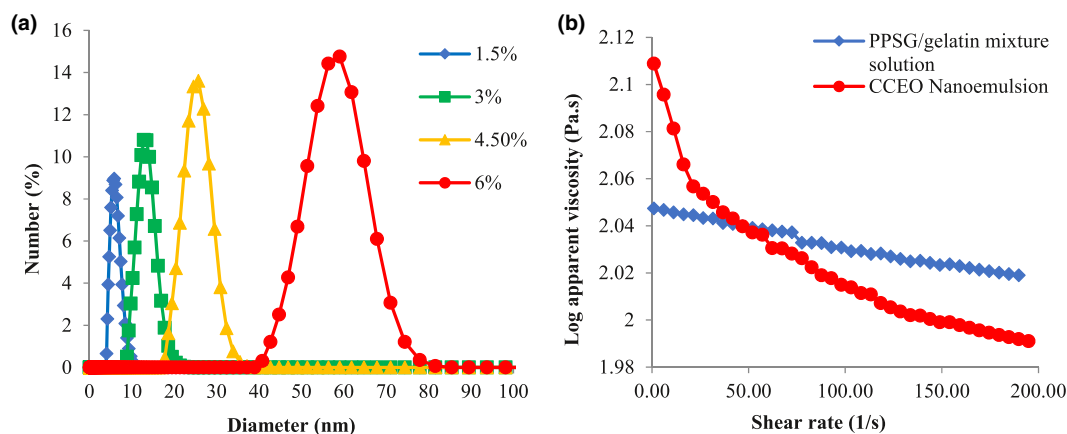 (a)
16
14
12
10
8
6
4
2
0
Number (%)
0 10 20 30 40 50 60 70 80 90 100
Diameter (nm)
1.5%
3%
4.50%
6%
(b)
2.12
2.1
2.08
2.06
2.04
2.02
2
1.98
Log apparent viscosity (Pa.s)
0.00 50.00 100.00 150.00 200.00
Shear rate (1/s)
PPSG/gelatin mixture
solution
CCEO Nanoemulsion